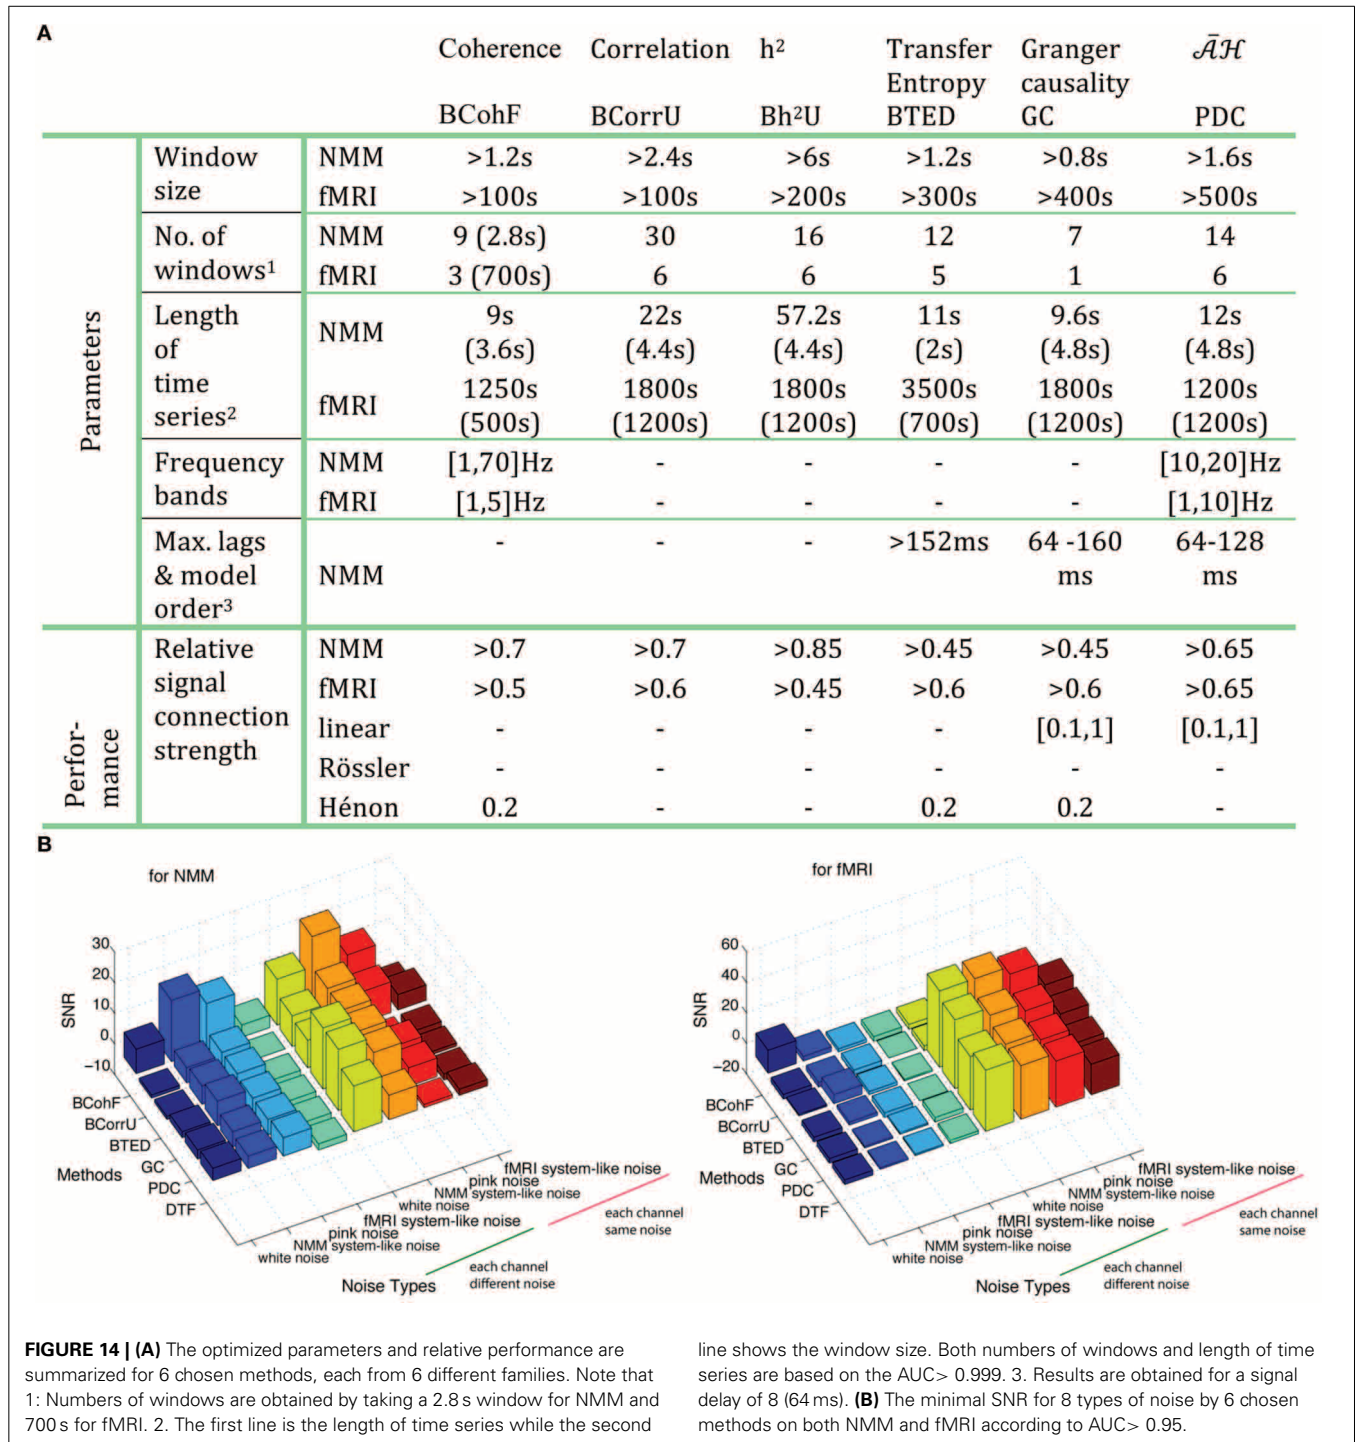 A
Coherence Correlation h² Transfer Granger 𝒜̄ℋ
Entropy causality
BCohF BCorrU Bh²U BTED GC PDC
Window NMM >1.2s >2.4s >6s >1.2s >0.8s >1.6s
size fMRI >100s >100s >200s >300s >400s >500s
No. of NMM 9 (2.8s) 30 16 12 7 14
windows¹ fMRI 3 (700s) 6 6 5 1 6
Length 9s 22s 57.2s 11s 9.6s 12s
of NMM (3.6s) (4.4s) (4.4s) (2s) (4.8s) (4.8s)
time 1250s 1800s 1800s 3500s 1800s 1200s
series² fMRI (500s) (1200s) (1200s) (700s) (1200s) (1200s)
Parameters
Frequency NMM [1,70]Hz - - - - [10,20]Hz
bands fMRI [1,5]Hz - - - - [1,10]Hz
Max. lags - - - >152ms 64 -160 64-128
& model NMM ms ms
order³
Relative NMM >0.7 >0.7 >0.85 >0.45 >0.45 >0.65
signal fMRI >0.5 >0.6 >0.45 >0.6 >0.6 >0.65
connection linear - - - - [0.1,1] [0.1,1]
strength Rössler - - - - - -
Hénon 0.2 - - 0.2 0.2 -
Perfor-
mance
B
for NMM
30
20
10
0
−10
SNR
BCohF
BCorrU
BTED
GC
PDC
DTF
Methods
fMRI system-like noise
pink noise
NMM system-like noise
white noise
fMRI system-like noise
pink noise
NMM system-like noise
white noise
each channel
same noise
each channel
different noise
Noise Types
for fMRI
60
40
20
0
−20
SNR
BCohF
BCorrU
BTED
GC
PDC
DTF
Methods
fMRI system-like noise
pink noise
NMM system-like noise
white noise
fMRI system-like noise
pink noise
NMM system-like noise
white noise
each channel
same noise
each channel
different noise
Noise Types
FIGURE 14 | (A) The optimized parameters and relative performance are
summarized for 6 chosen methods, each from 6 different families. Note that
1: Numbers of windows are obtained by taking a 2.8 s window for NMM and
700 s for fMRI. 2. The first line is the length of time series while the second
line shows the window size. Both numbers of windows and length of time
series are based on the AUC> 0.999. 3. Results are obtained for a signal
delay of 8 (64 ms). (B) The minimal SNR for 8 types of noise by 6 chosen
methods on both NMM and fMRI according to AUC> 0.95.